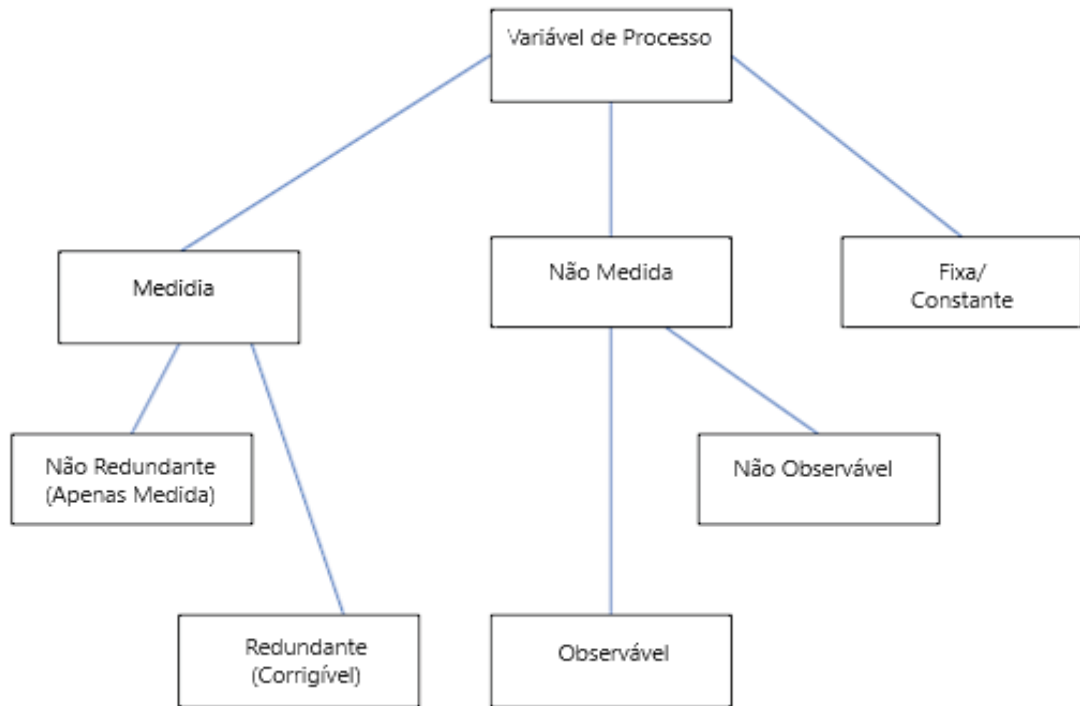 Variável de Processo
Medidia
Não Medida
Fixa/
Constante
Não Redundante
(Apenas Medida)
Não Observável
Redundante
(Corrigível)
Observável